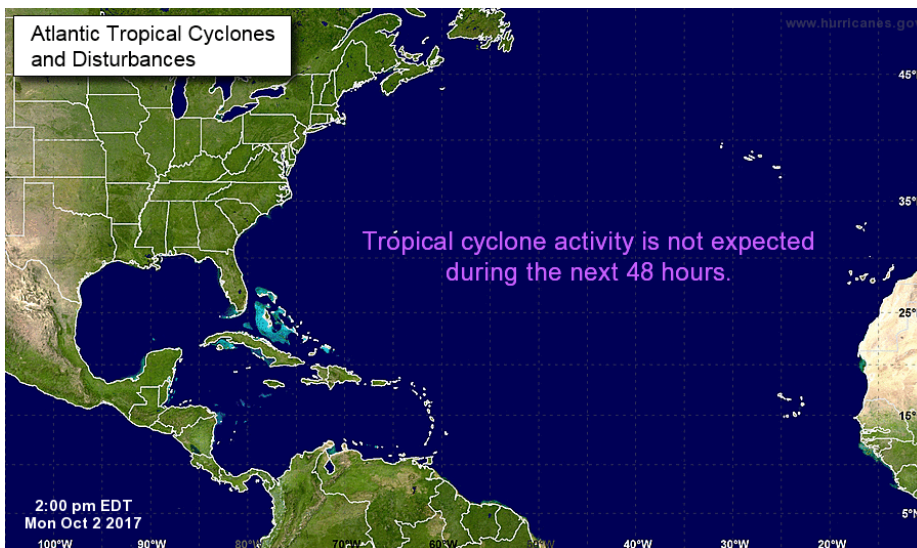 Atlantic Tropical Cyclones
and Disturbances
www.hurricanes.gov
45°
35°
Tropical cyclone activity is not expected
during the next 48 hours.
25°
15°
2:00 pm EDT
Mon Oct 2 2017
5°N
100°W 90°W 80°W 70°W 60°W 50°W 40°W 30°W 20°W